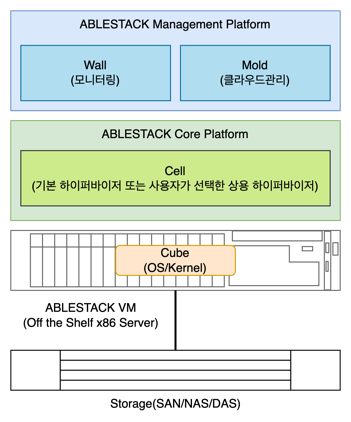 ABLESTACK Management Platform
Wall
(모니터링)
Mold
(클라우드관리)
ABLESTACK Core Platform
Cell
(기본 하이퍼바이저 또는 사용자가 선택한 상용 하이퍼바이저)
Cube
(OS/Kernel)
ABLESTACK VM
(Off the Shelf x86 Server)
Storage(SAN/NAS/DAS)